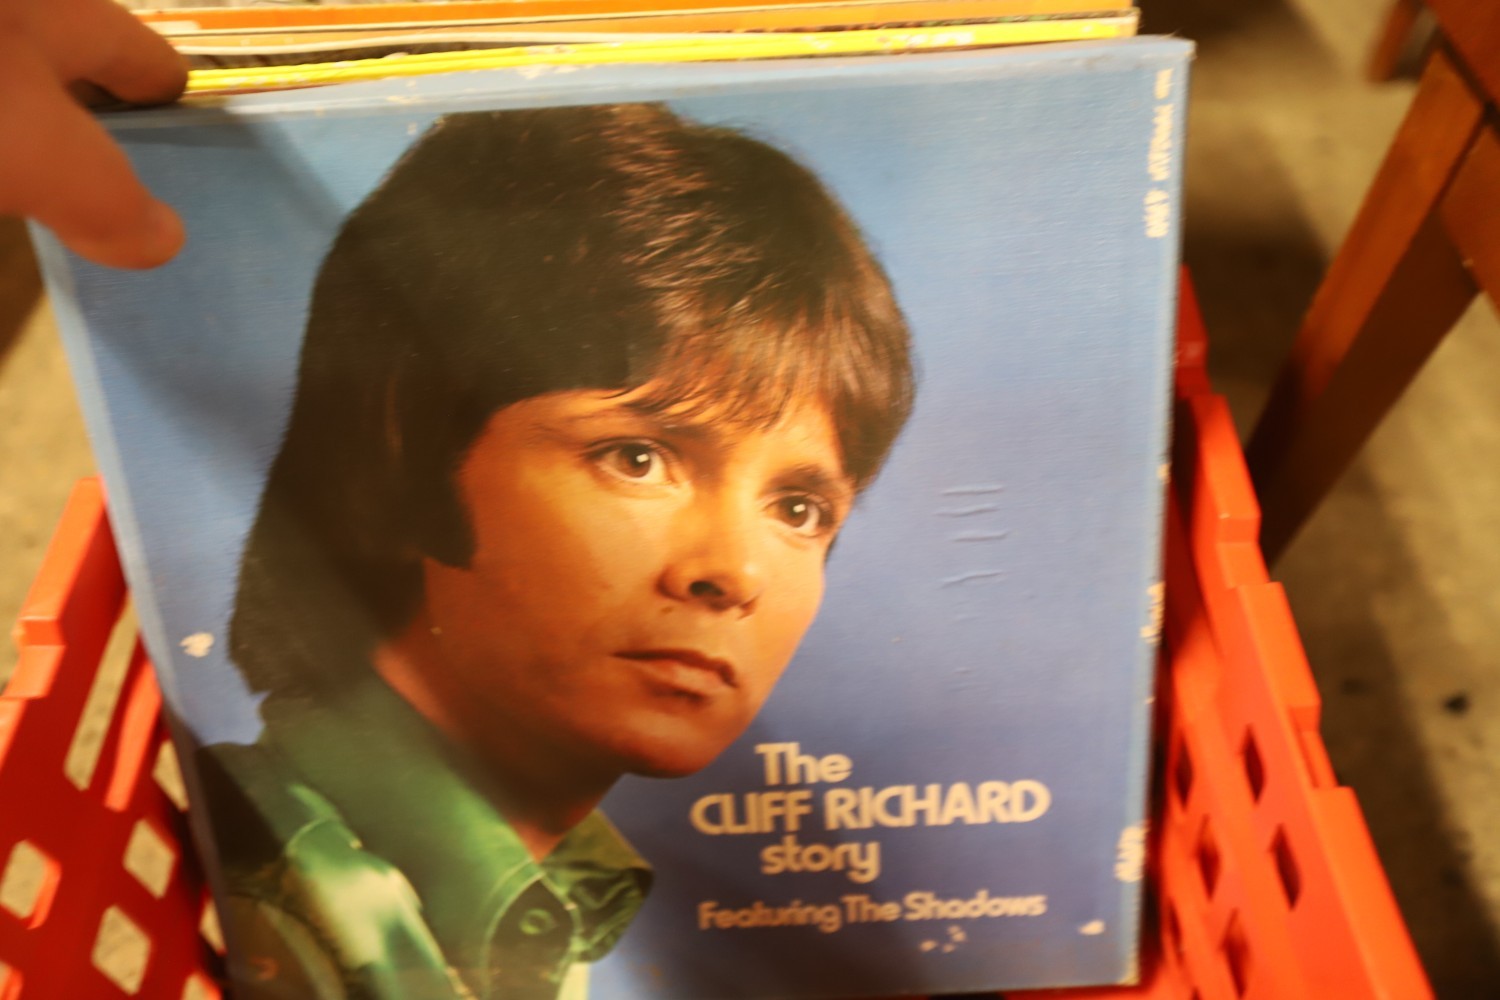 The
CLIFF RICHARD
story
Featuring The Shadows